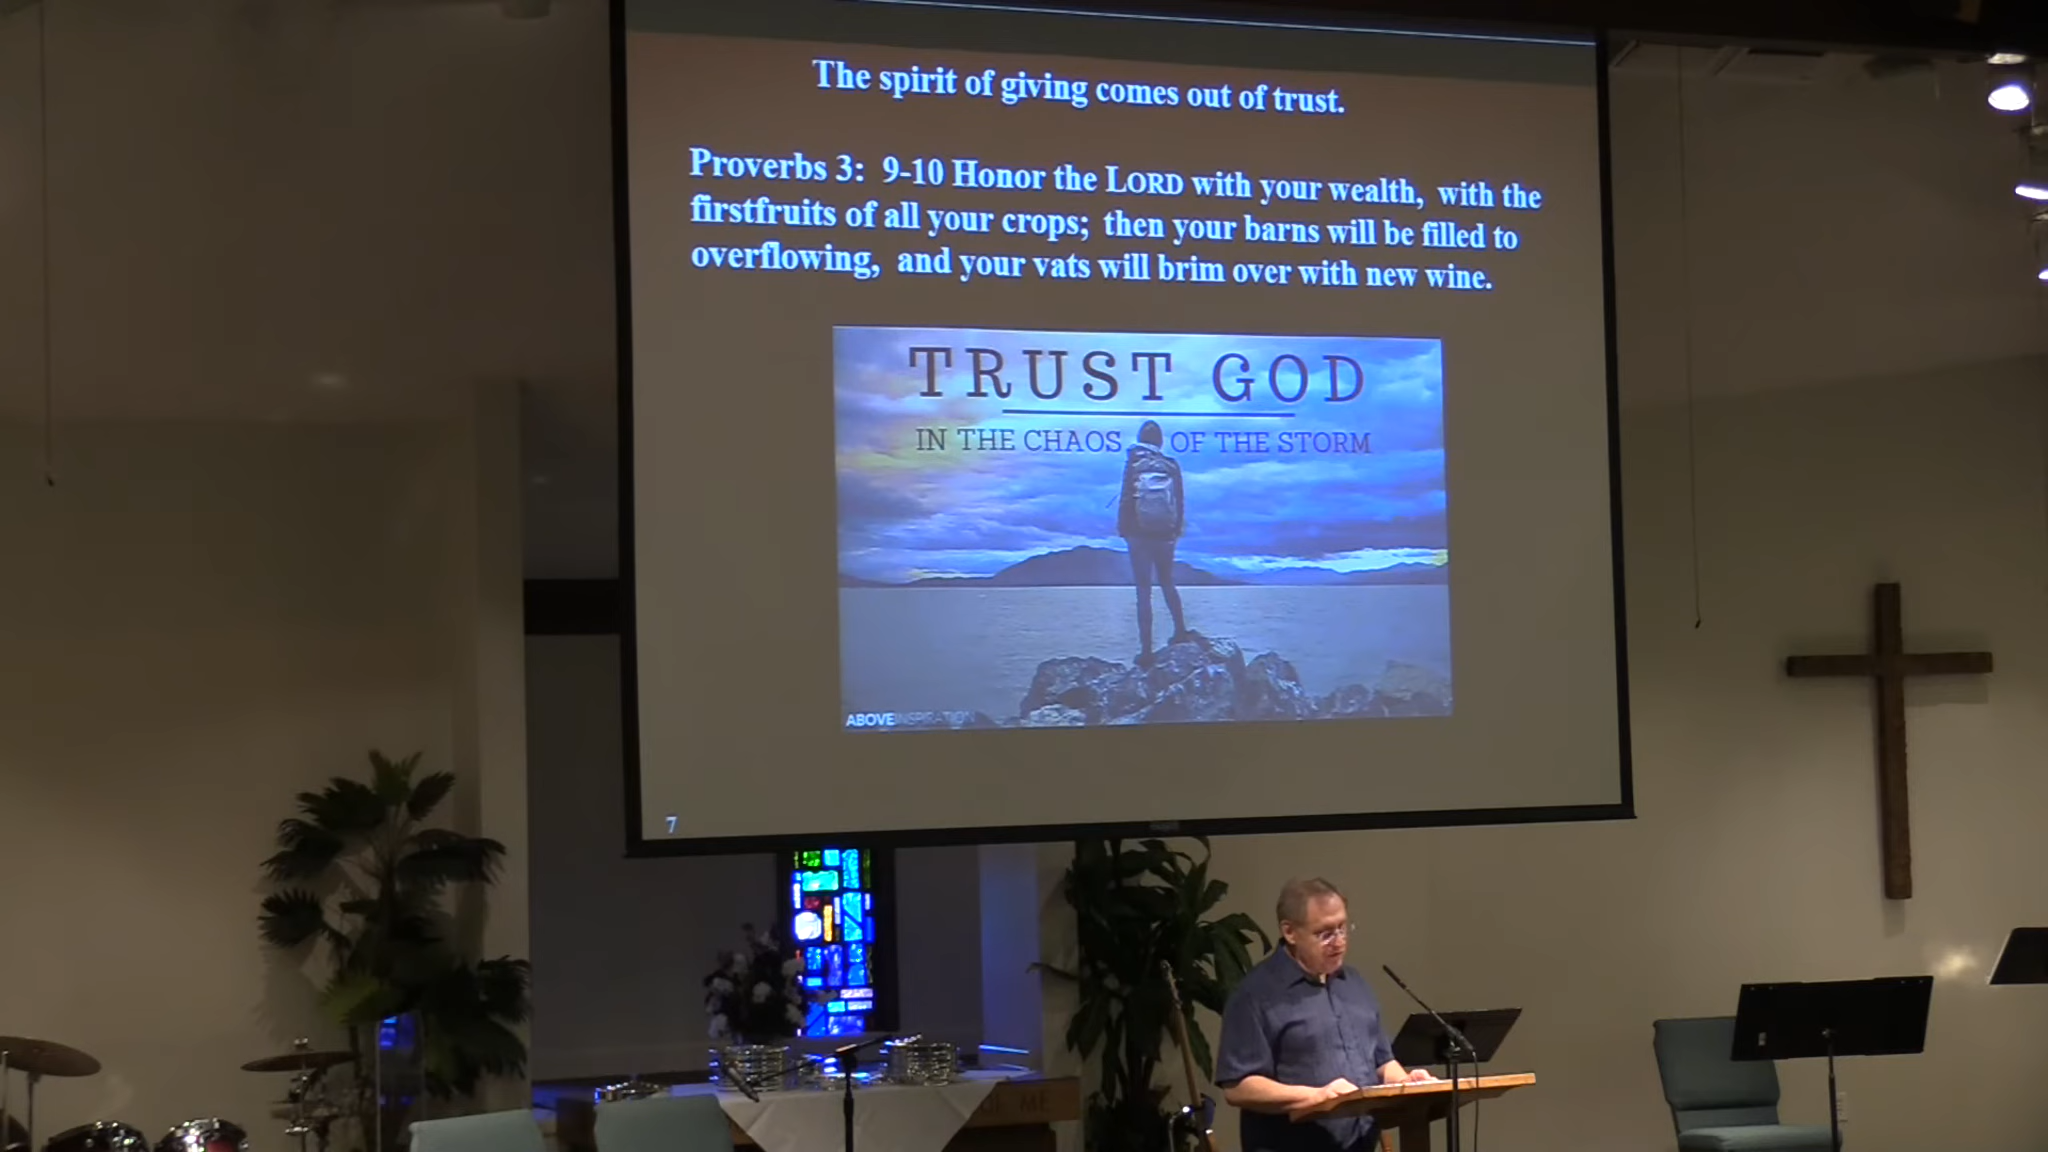 The spirit of giving comes out of trust.
Proverbs 3: 9-10 Honor the LORD with your wealth, with the
firstfruits of all your crops; then your barns will be filled to
overflowing, and your vats will brim over with new wine.
TRUST GOD
IN THE CHAOS OF THE STORM
ABOVEINSPIRATION
7
OF ME